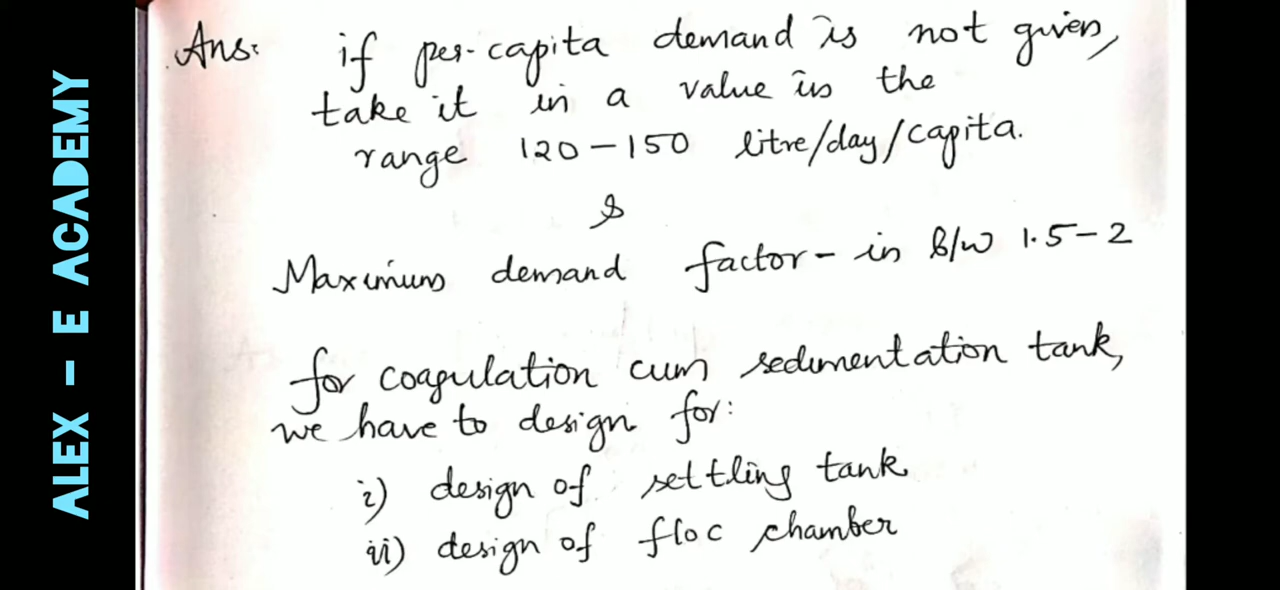 ALEX - E ACADEMY
Ans: if per-capita demand is not given,
take it in a value in the
range 120-150 litre/day/capita.
&
Maximum demand factor - in B/W 1.5-2
for coagulation cum sedimentation tank,
we have to design for:
i) design of settling tank
ii) design of floc chamber